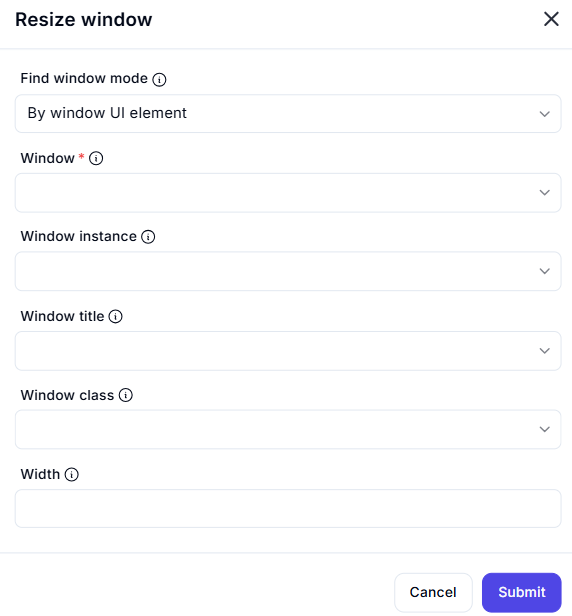 Resize window
Find window mode
By window UI element
Window *
Window instance
Window title
Window class
Width
Cancel
Submit